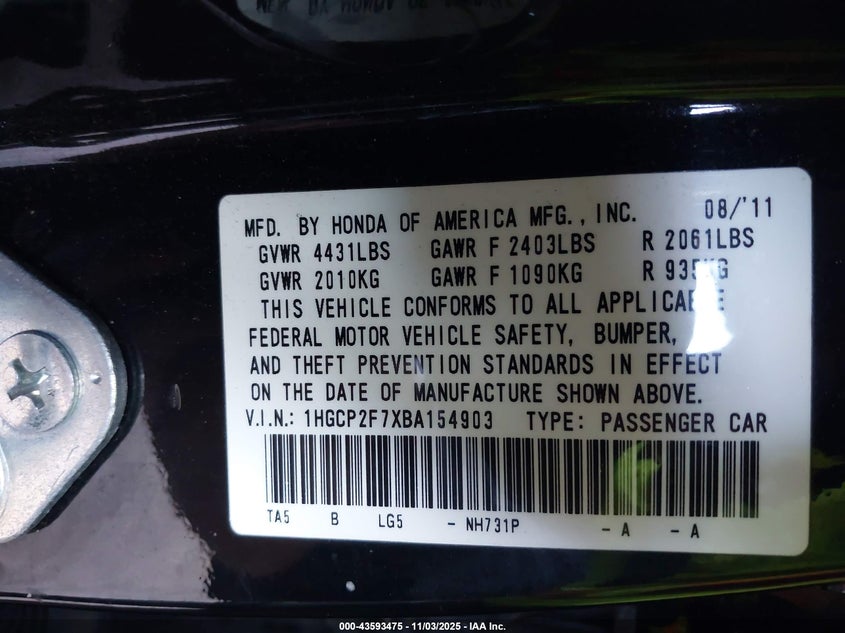 MFD. BY HONDA OF AMERICA MFG., INC. 08/'11
GVWR 4431LBS GAWR F 2403LBS R 2061LBS
GVWR 2010KG GAWR F 1090KG R 935KG
THIS VEHICLE CONFORMS TO ALL APPLICABLE
FEDERAL MOTOR VEHICLE SAFETY, BUMPER,
AND THEFT PREVENTION STANDARDS IN EFFECT
ON THE DATE OF MANUFACTURE SHOWN ABOVE.
V.I.N.: 1HGCP2F7XBA154903 TYPE: PASSENGER CAR
TA5 B LG5 - NH731P - A - A
000-43593475 - 11/03/2025 - IAA Inc.